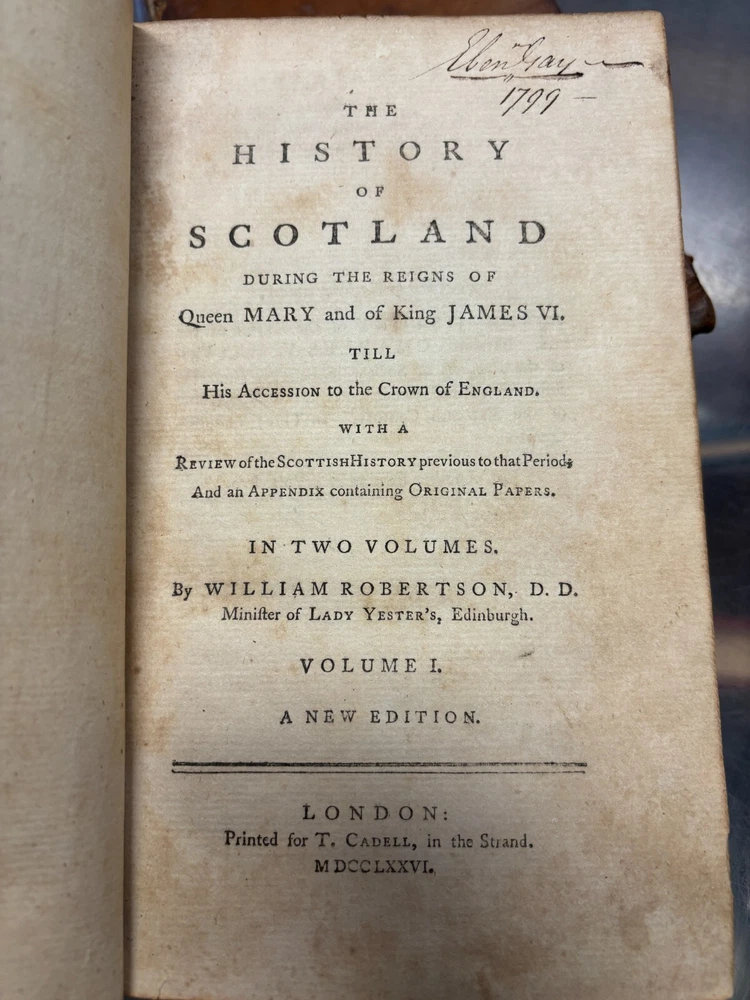 Ebenʳ Gay
1799 –
THE
HISTORY
OF
SCOTLAND
DURING THE REIGNS OF
Queen MARY and of King JAMES VI.
TILL
His ACCESSION to the Crown of ENGLAND.
WITH A
REVIEW of the SCOTTISH HISTORY previous to that Period;
And an APPENDIX containing ORIGINAL PAPERS.
IN TWO VOLUMES.
By WILLIAM ROBERTSON, D. D.
Miniſter of LADY YESTER'S, Edinburgh.
VOLUME I.
A NEW EDITION.
LONDON:
Printed for T. CADELL, in the Strand.
MDCCLXXVI.